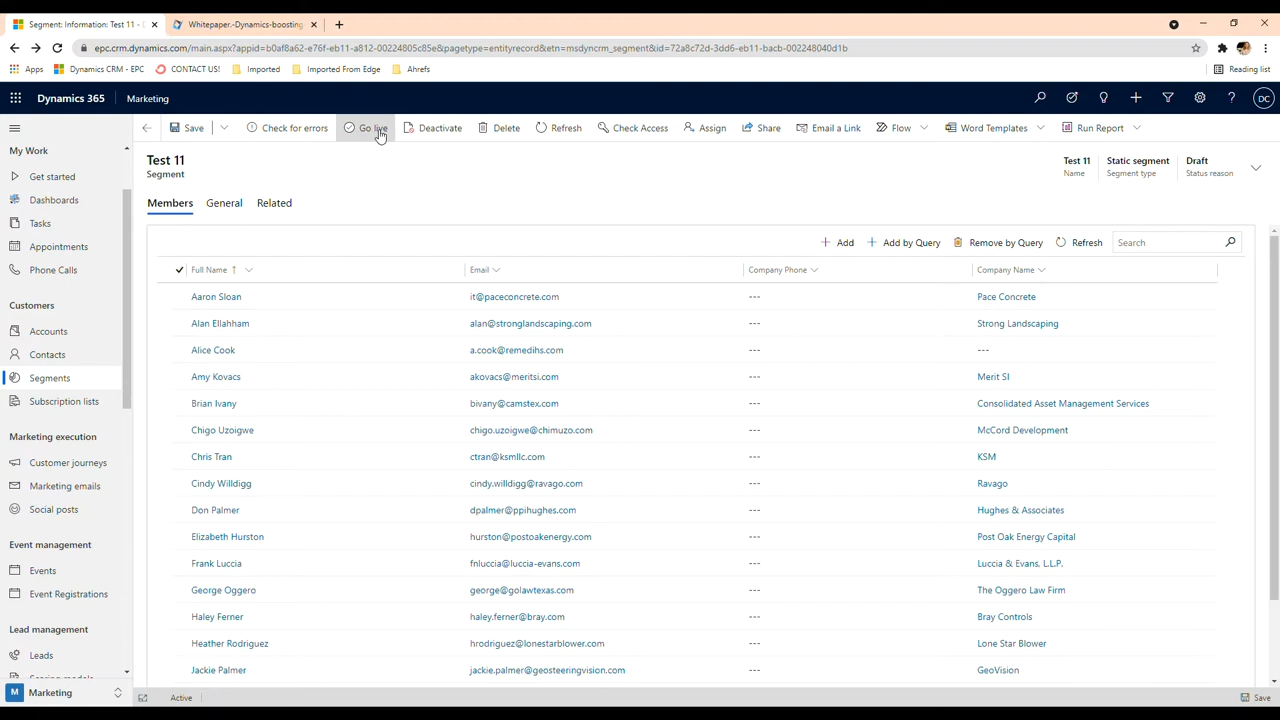 Segment: Information: Test 11 -
Whitepaper.-Dynamics-boosting-
epc.crm.dynamics.com/main.aspx?appid=b0af8a62-e76f-eb11-a812-00224805c85e&pagetype=entityrecord&etn=msdyncrm_segment&id=72a8c72d-3dd6-eb11-bacb-002248040d1b
Apps
Dynamics CRM - EPC
CONTACT US!
Imported
Imported From Edge
Ahrefs
Reading list
Dynamics 365
Marketing
DC
Save
Check for errors
Go live
Deactivate
Delete
Refresh
Check Access
Assign
Share
Email a Link
Flow
Word Templates
Run Report
My Work
Get started
Dashboards
Tasks
Appointments
Phone Calls
Customers
Accounts
Contacts
Segments
Subscription lists
Marketing execution
Customer journeys
Marketing emails
Social posts
Event management
Events
Event Registrations
Lead management
Leads
Scoring models
M Marketing
Test 11
Segment
Test 11
Name
Static segment
Segment type
Draft
Status reason
Members General Related
Add
Add by Query
Remove by Query
Refresh
Search
Full Name Email Company Phone Company Name
Aaron Sloan it@paceconcrete.com --- Pace Concrete
Alan Ellahham alan@stronglandscaping.com --- Strong Landscaping
Alice Cook a.cook@remedihs.com --- ---
Amy Kovacs akovacs@meritsi.com --- Merit SI
Brian Ivany bivany@camstex.com --- Consolidated Asset Management Services
Chigo Uzoigwe chigo.uzoigwe@chimuzo.com --- McCord Development
Chris Tran ctran@ksmllc.com --- KSM
Cindy Willdigg cindy.willdigg@ravago.com --- Ravago
Don Palmer dpalmer@ppihughes.com --- Hughes & Associates
Elizabeth Hurston hurston@postoakenergy.com --- Post Oak Energy Capital
Frank Luccia fnluccia@luccia-evans.com --- Luccia & Evans, L.L.P.
George Oggero george@golawtexas.com --- The Oggero Law Firm
Haley Ferner haley.ferner@bray.com --- Bray Controls
Heather Rodriguez hrodriguez@lonestarblower.com --- Lone Star Blower
Jackie Palmer jackie.palmer@geosteeringvision.com --- GeoVision
Active
Save